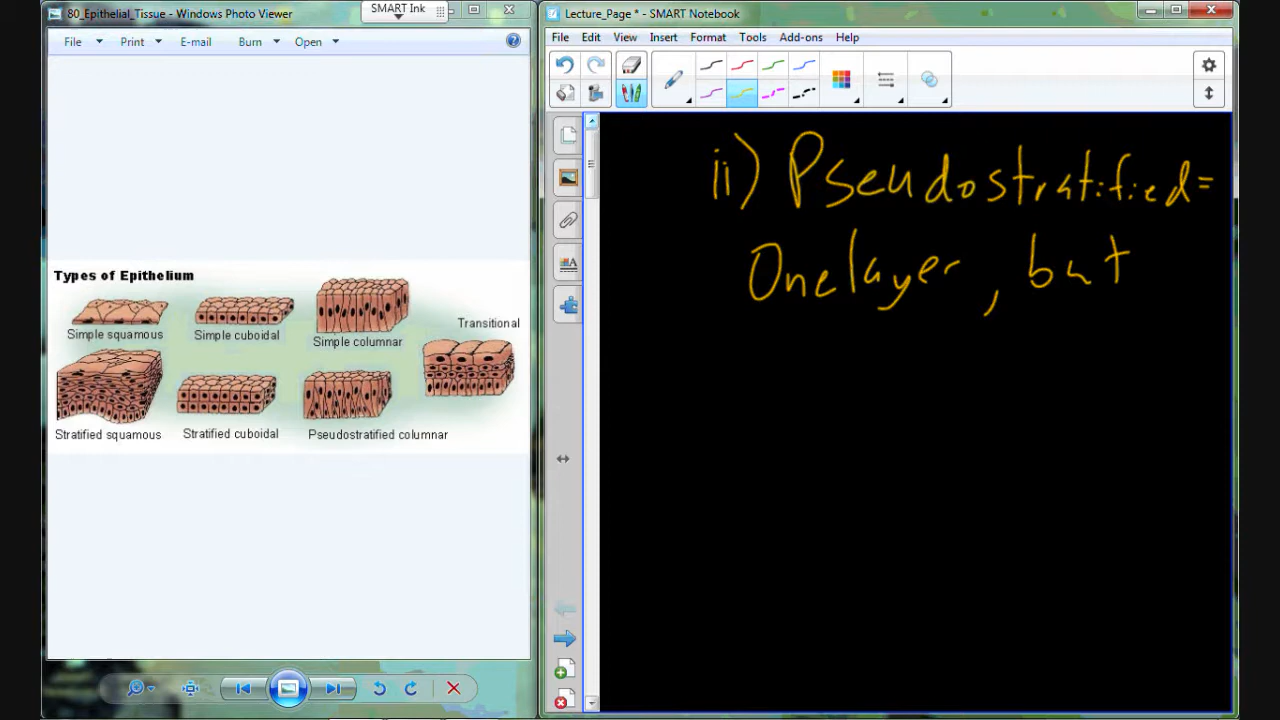 80_Epithelial_Tissue - Windows Photo Viewer
SMART Ink
File Print E-mail Burn Open
Types of Epithelium
Transitional
Simple squamous Simple cuboidal Simple columnar
Stratified squamous Stratified cuboidal Pseudostratified columnar
Lecture_Page * - SMART Notebook
File Edit View Insert Format Tools Add-ons Help
ii) Pseudostratified=
One layer, but